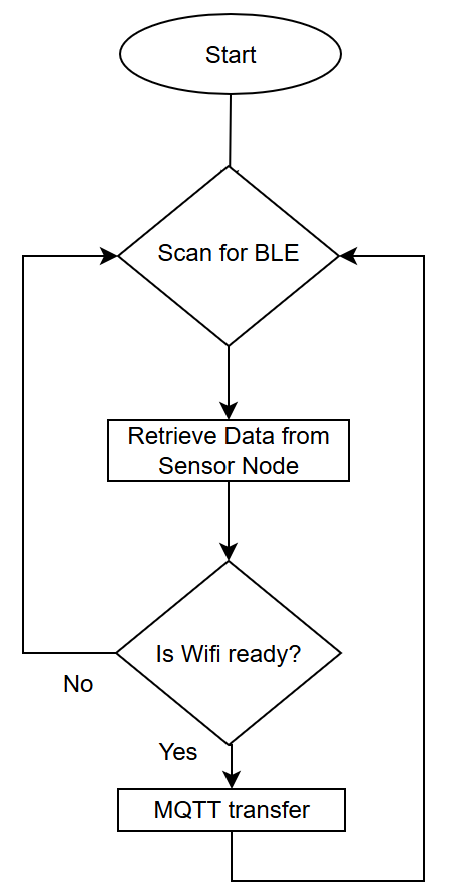 Start
Scan for BLE
Retrieve Data from
Sensor Node
Is Wifi ready?
No
Yes
MQTT transfer